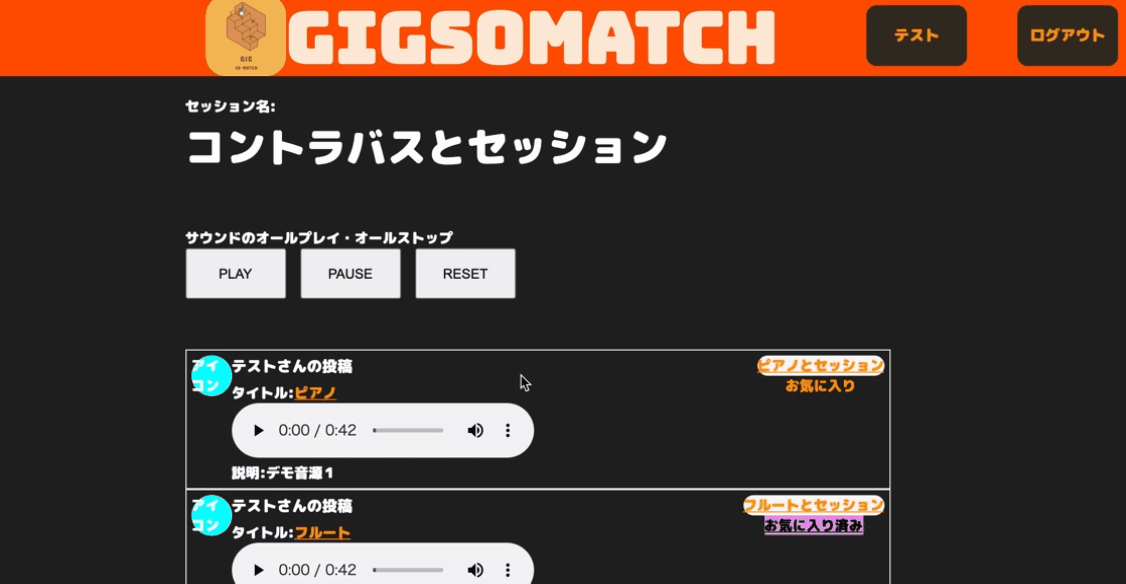 GIG
SO MATCH
GIGSOMATCH
テスト
ログアウト
セッション名:
コントラバスとセッション
サウンドのオールプレイ・オールストップ
PLAY PAUSE RESET
アイコン
テストさんの投稿
ピアノとセッション
タイトル:ピアノ
お気に入り
0:00 / 0:42
説明:デモ音源1
アイコン
テストさんの投稿
フルートとセッション
タイトル:フルート
お気に入り済み
0:00 / 0:42